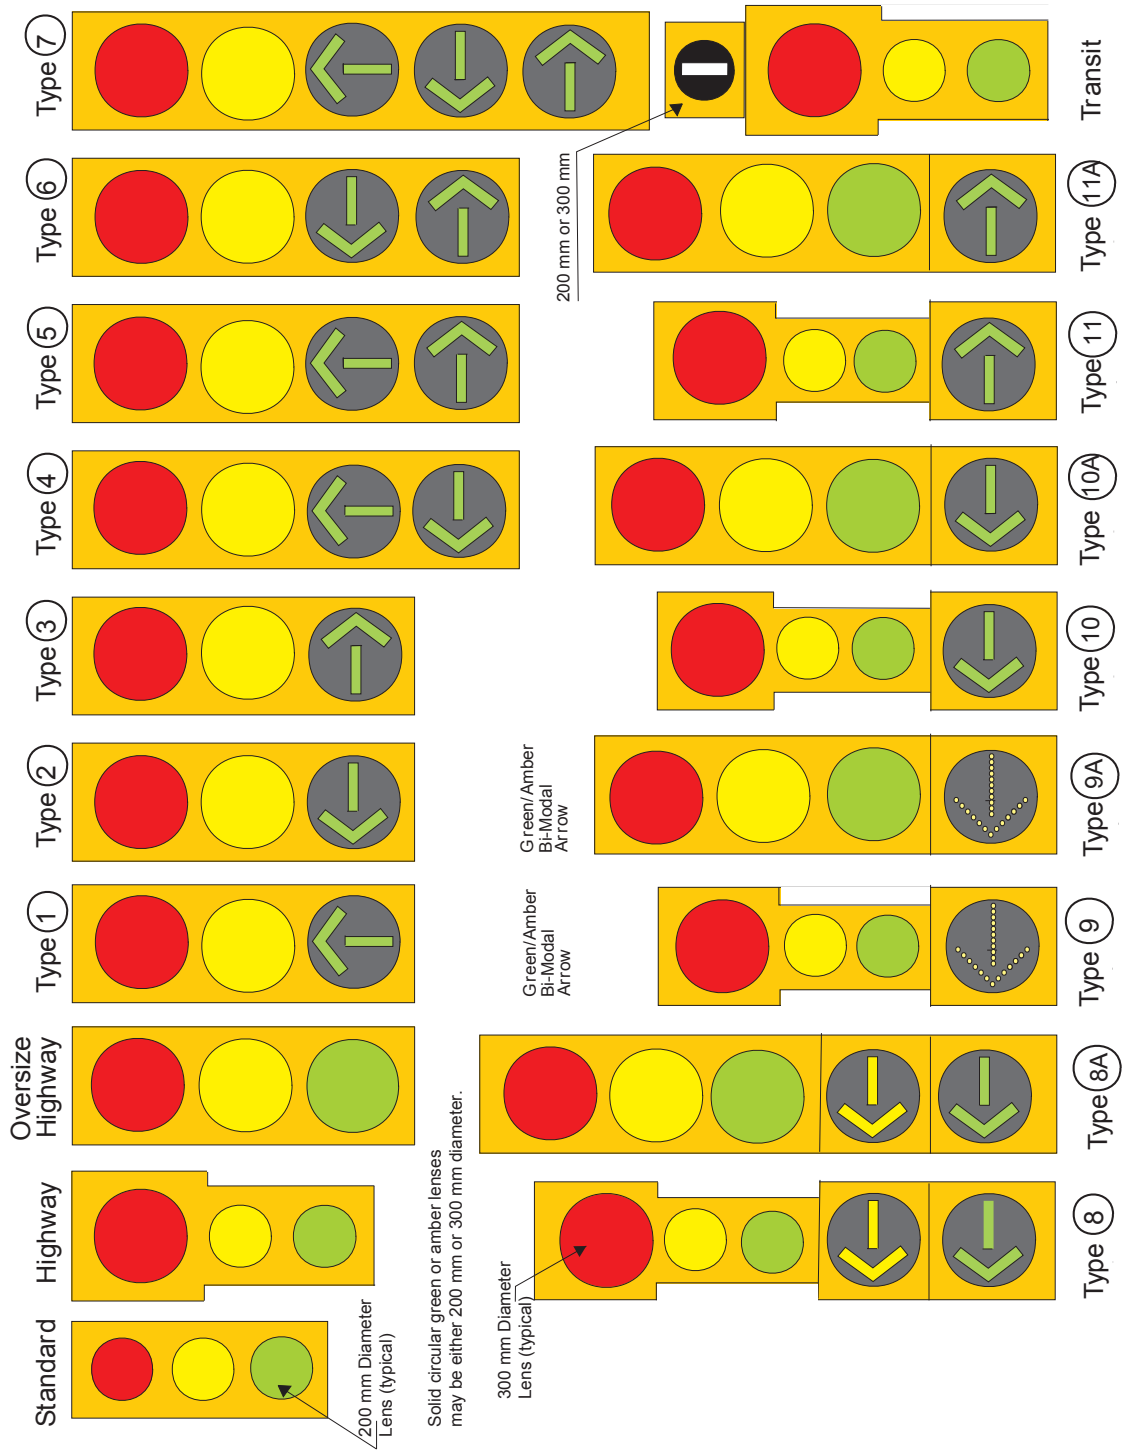 Standard
Highway
Oversize
Highway
Type 1
Type 2
Type 3
Type 4
Type 5
Type 6
Type 7
200 mm Diameter
Lens (typical)
Solid circular green or amber lenses
may be either 200 mm or 300 mm diameter.
300 mm Diameter
Lens (typical)
Green/Amber
Bi-Modal
Arrow
Green/Amber
Bi-Modal
Arrow
200 mm or 300 mm
Type 8
Type 8A
Type 9
Type 9A
Type 10
Type 10A
Type 11
Type 11A
Transit